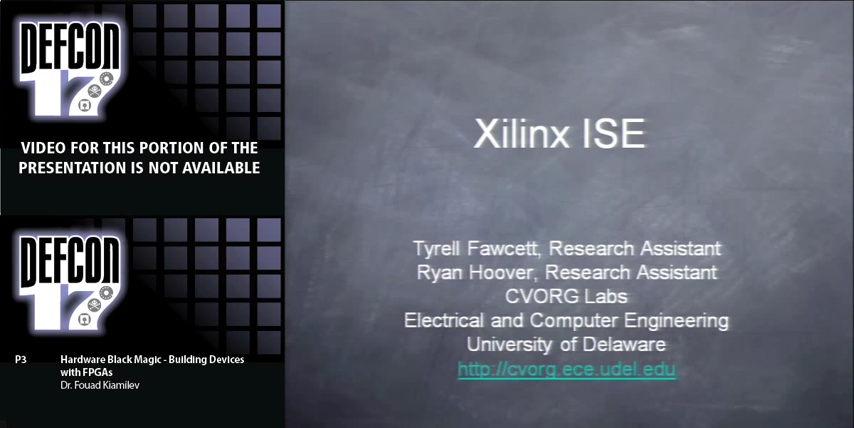 DEFCON
17
VIDEO FOR THIS PORTION OF THE
PRESENTATION IS NOT AVAILABLE
DEFCON
17
P3 Hardware Black Magic - Building Devices
with FPGAs
Dr. Fouad Kiamilev
Xilinx ISE
Tyrell Fawcett, Research Assistant
Ryan Hoover, Research Assistant
CVORG Labs
Electrical and Computer Engineering
University of Delaware
http://cvorg.ece.udel.edu